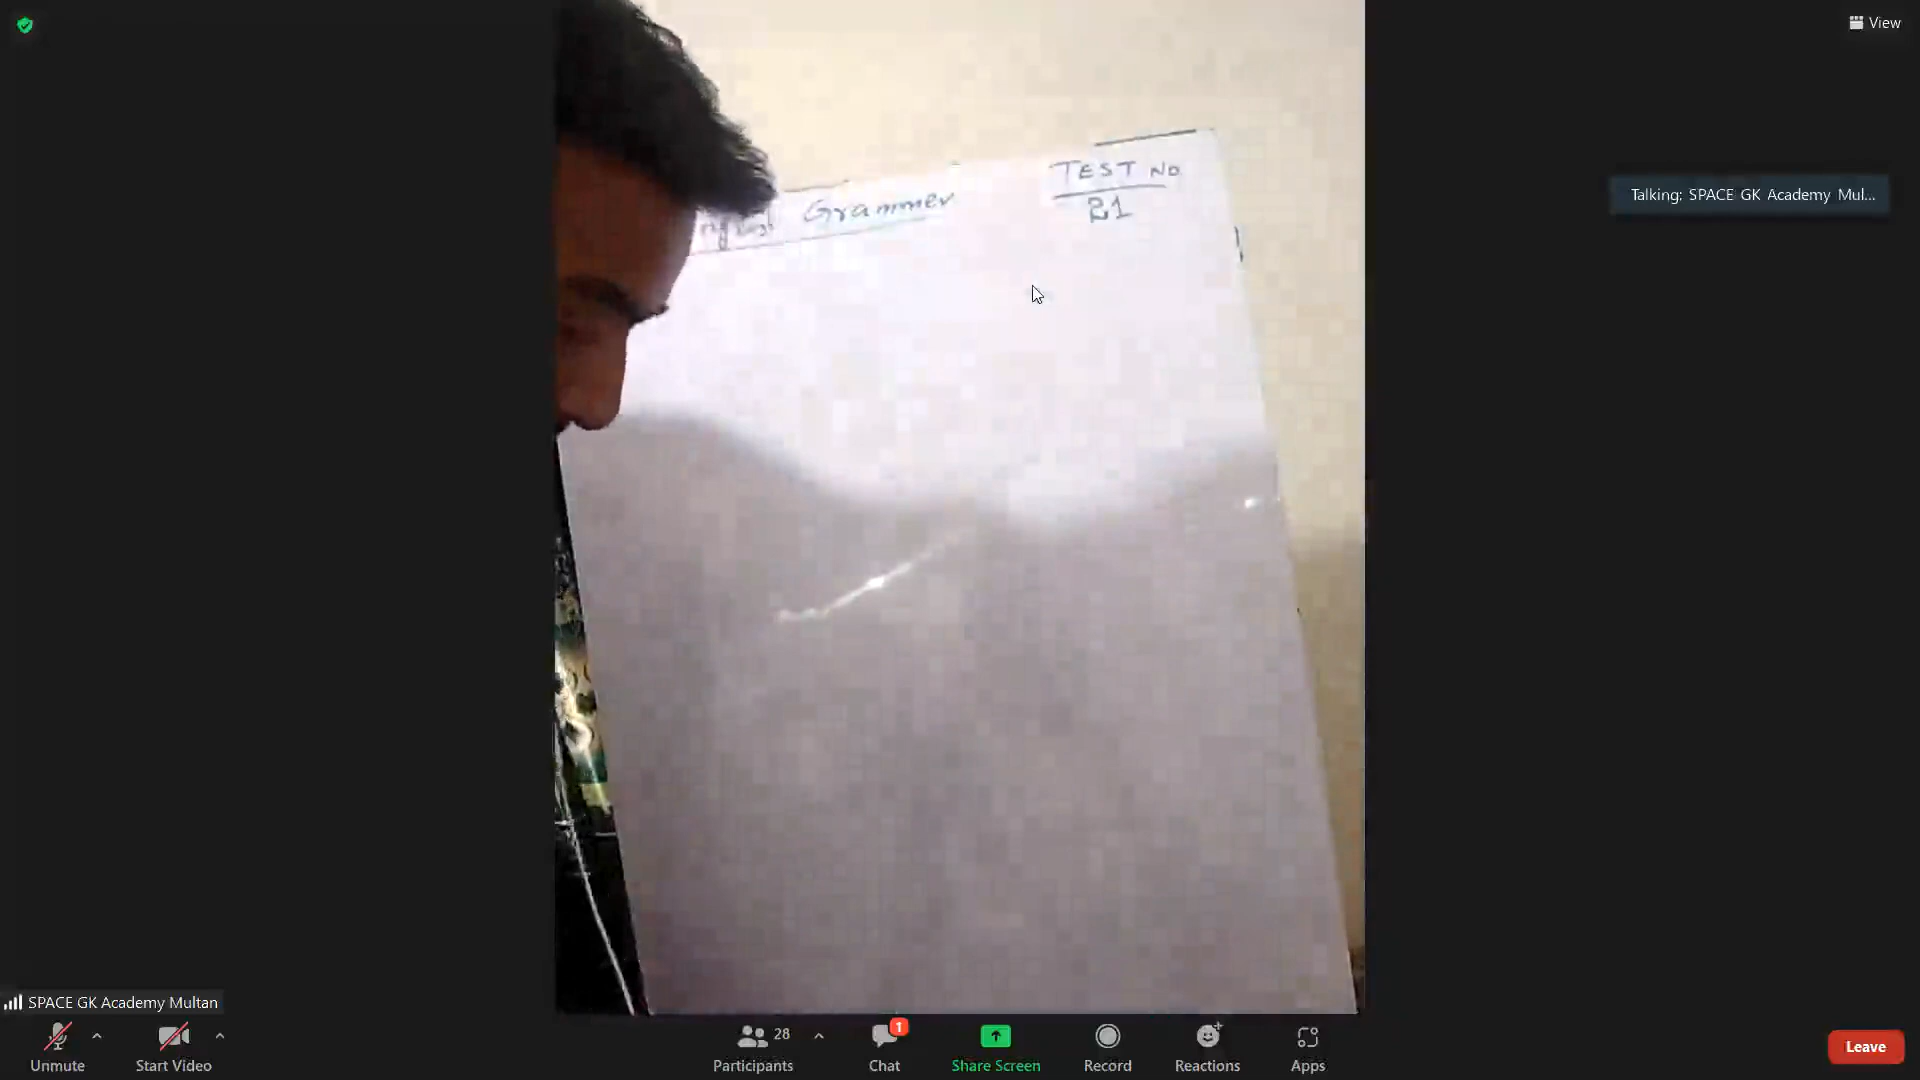 View
TEST NO
Grammer
21
Talking: SPACE GK Academy Mul...
SPACE GK Academy Multan
28
1
Unmute
Start Video
Participants
Chat
Share Screen
Record
Reactions
Apps
Leave